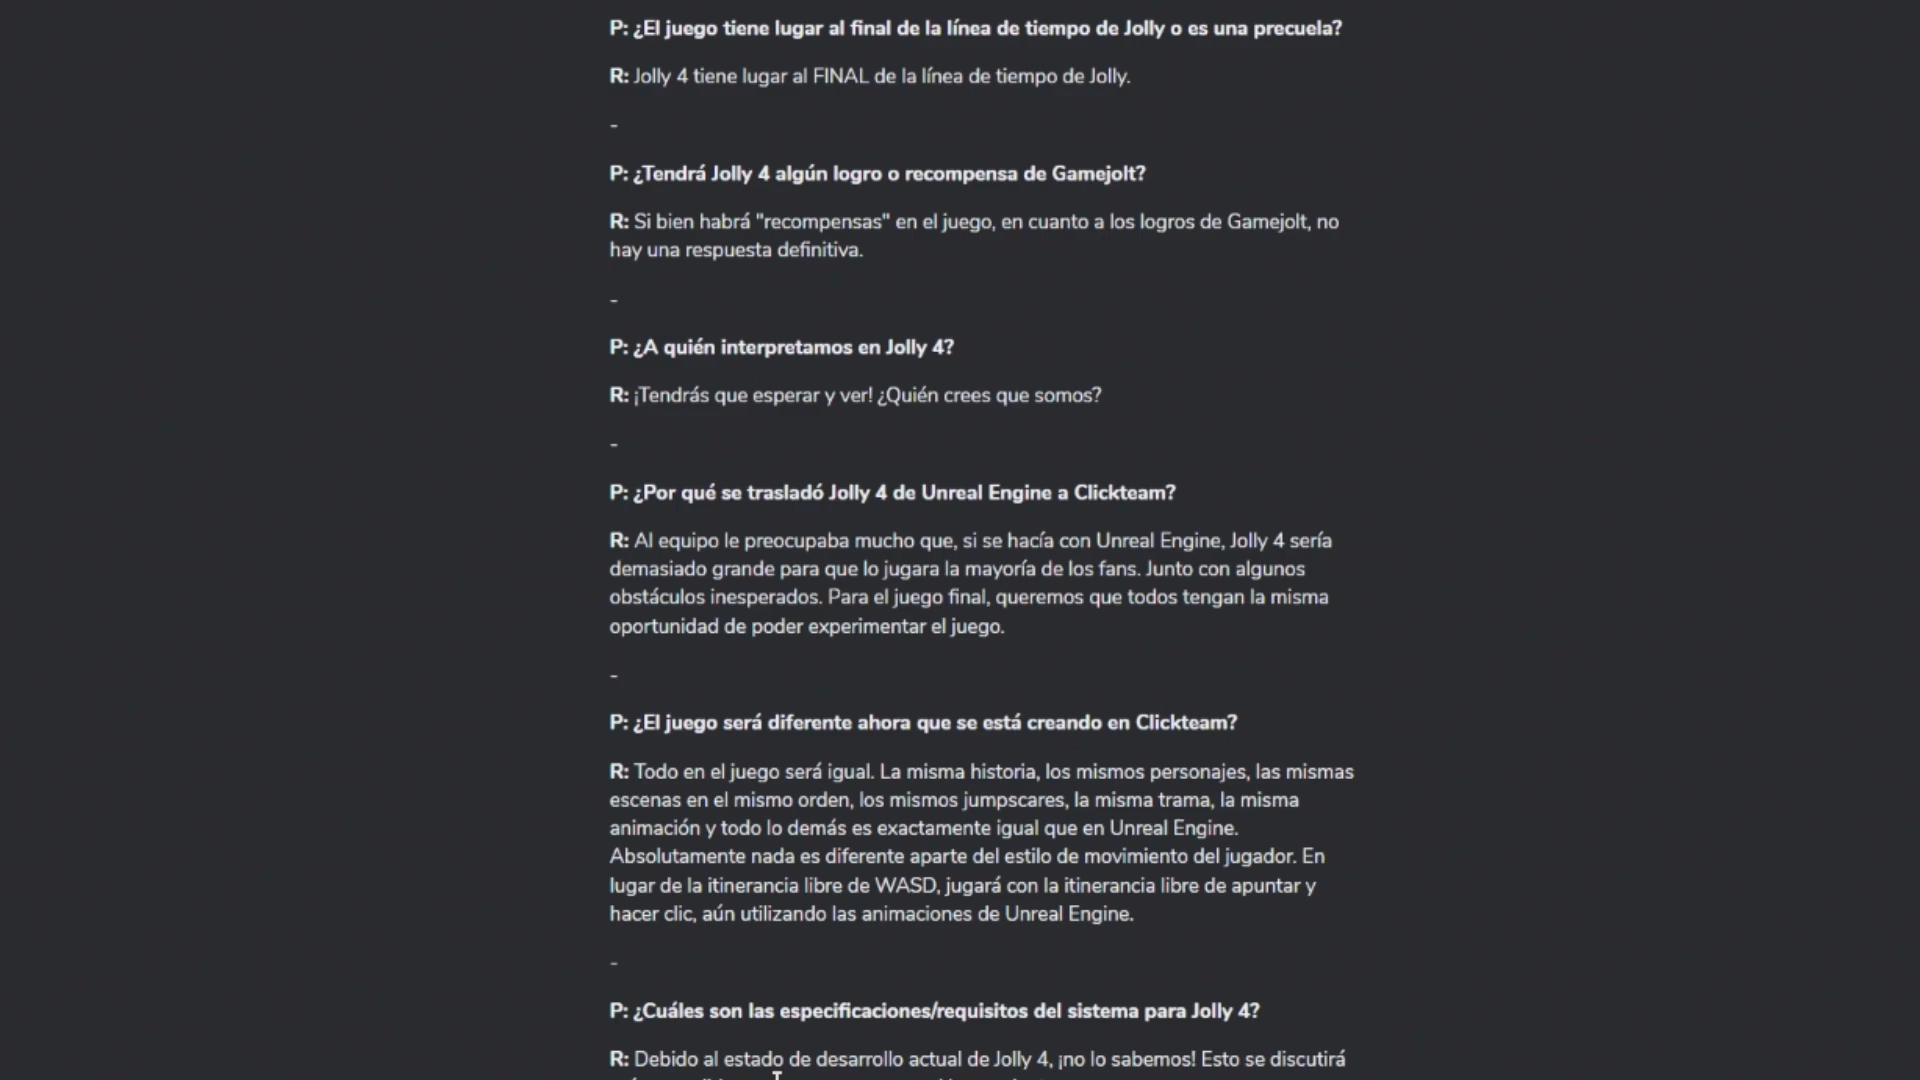 P: ¿El juego tiene lugar al final de la línea de tiempo de Jolly o es una precuela?
R: Jolly 4 tiene lugar al FINAL de la línea de tiempo de Jolly.
-
P: ¿Tendrá Jolly 4 algún logro o recompensa de Gamejolt?
R: Si bien habrá "recompensas" en el juego, en cuanto a los logros de Gamejolt, no
hay una respuesta definitiva.
-
P: ¿A quién interpretamos en Jolly 4?
R: ¡Tendrás que esperar y ver! ¿Quién crees que somos?
-
P: ¿Por qué se trasladó Jolly 4 de Unreal Engine a Clickteam?
R: Al equipo le preocupaba mucho que, si se hacía con Unreal Engine, Jolly 4 sería
demasiado grande para que lo jugara la mayoría de los fans. Junto con algunos
obstáculos inesperados. Para el juego final, queremos que todos tengan la misma
oportunidad de poder experimentar el juego.
-
P: ¿El juego será diferente ahora que se está creando en Clickteam?
R: Todo en el juego será igual. La misma historia, los mismos personajes, las mismas
escenas en el mismo orden, los mismos jumpscares, la misma trama, la misma
animación y todo lo demás es exactamente igual que en Unreal Engine.
Absolutamente nada es diferente aparte del estilo de movimiento del jugador. En
lugar de la itinerancia libre de WASD, jugará con la itinerancia libre de apuntar y
hacer clic, aún utilizando las animaciones de Unreal Engine.
-
P: ¿Cuáles son las especificaciones/requisitos del sistema para Jolly 4?
R: Debido al estado de desarrollo actual de Jolly 4, ¡no lo sabemos! Esto se discutirá